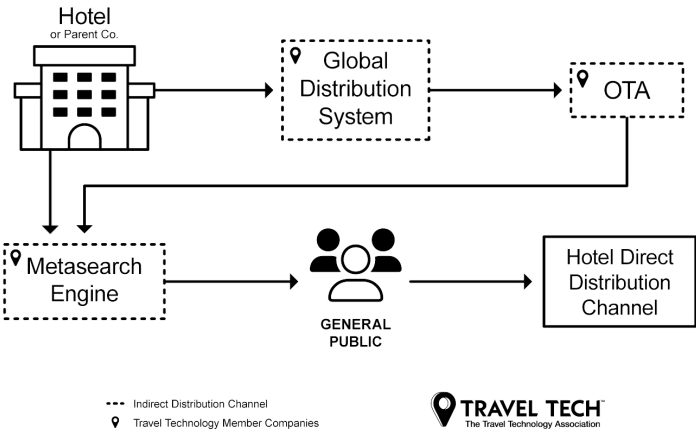 Hotel
or Parent Co.
Global
Distribution
System
OTA
Metasearch
Engine
GENERAL
PUBLIC
Hotel Direct
Distribution
Channel
Indirect Distribution Channel
Travel Technology Member Companies
TRAVEL TECH™
The Travel Technology Association